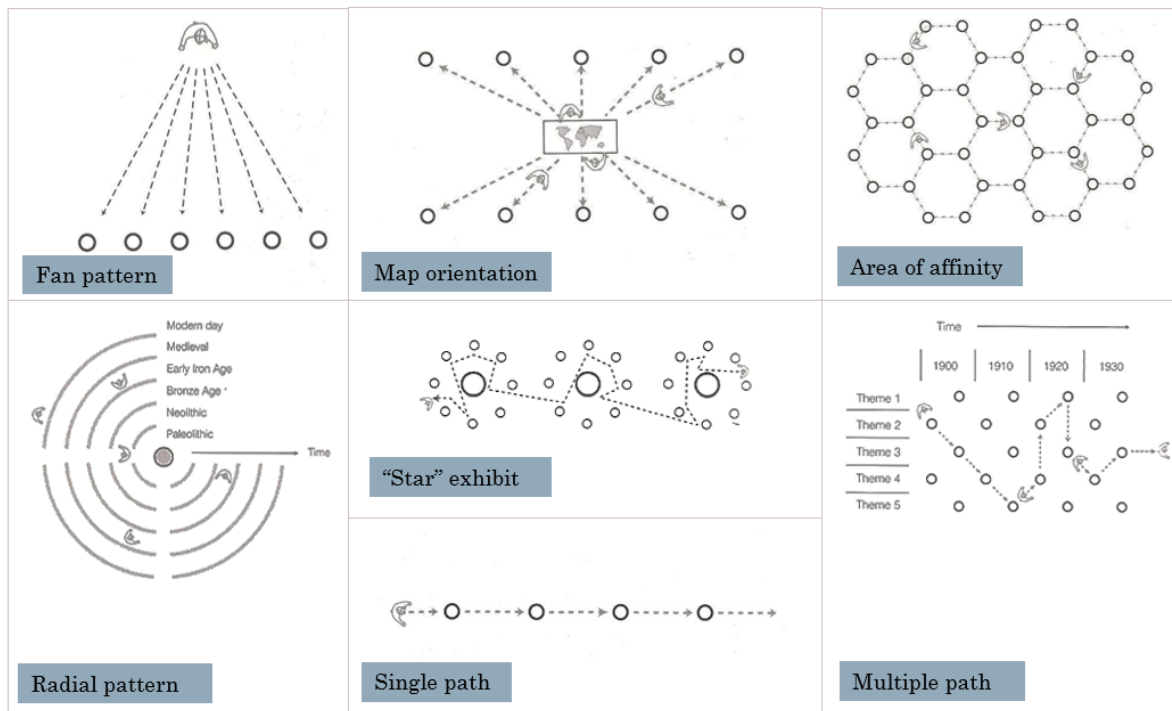 Fan pattern
Map orientation
Area of affinity
Modern day
Medieval
Early Iron Age
Bronze Age
Neolithic
Paleolithic
Time
Radial pattern
“Star” exhibit
Single path
Time
1900 1910 1920 1930
Theme 1
Theme 2
Theme 3
Theme 4
Theme 5
Multiple path